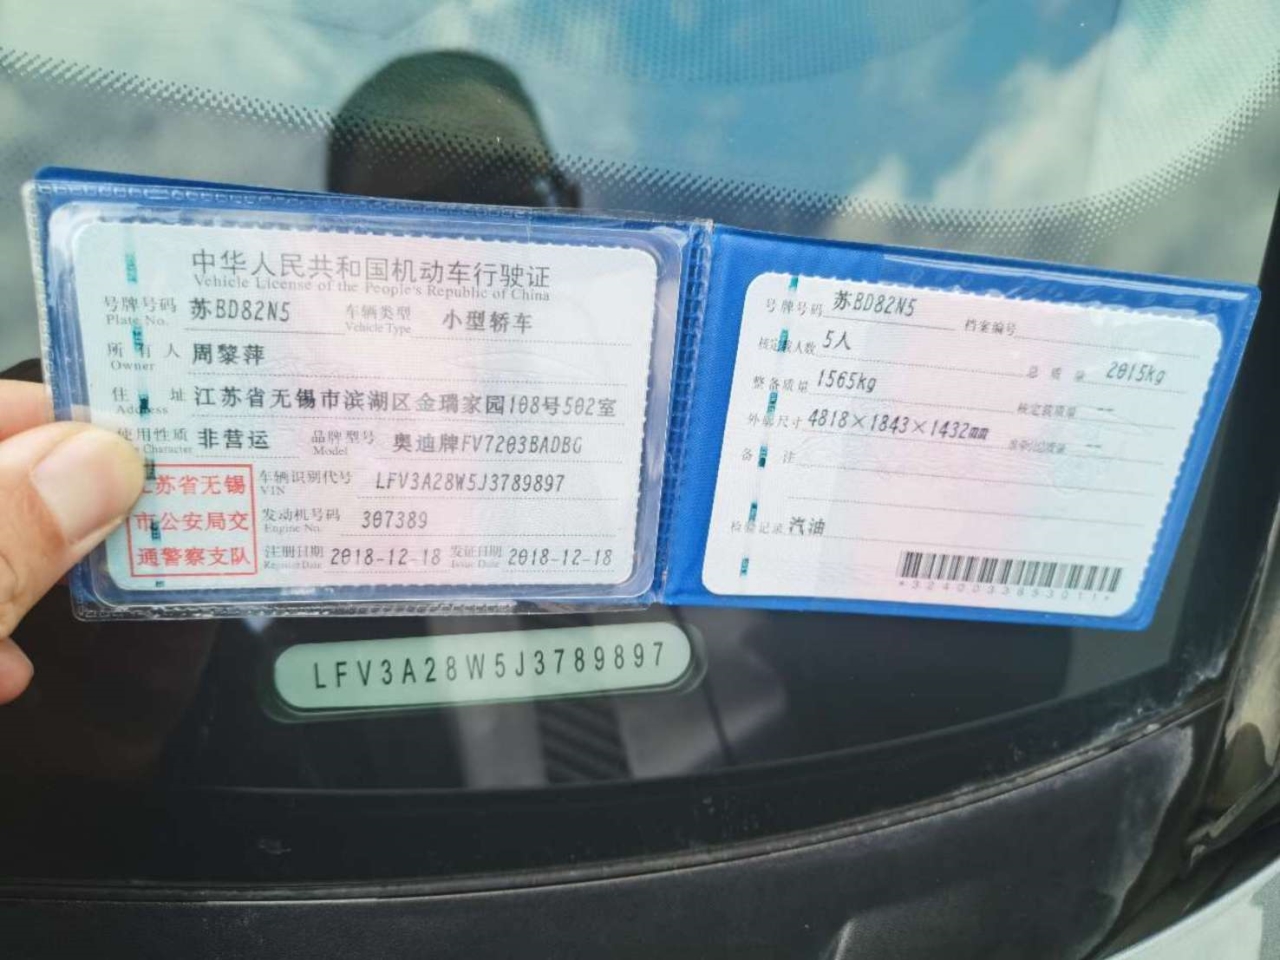 中华人民共和国机动车行驶证
Vehicle License of the People's Republic of China
号牌号码 苏BD82N5 车辆类型 小型轿车
Plate No. Vehicle Type
所有人 周黎萍
Owner
住址 江苏省无锡市滨湖区金瑞家园108号502室
Address
使用性质 非营运 品牌型号 奥迪牌FV7203BADBG
Character Model
江苏省无锡
市公安局交
通警察支队
车辆识别代号 LFV3A28W5J3789897
VIN
发动机号码 307389
Engine No.
注册日期 2018-12-18 发证日期 2018-12-18
Register Date Issue Date
号牌号码 苏BD82N5 档案编号
核定载人数 5人 总质量 2015kg
整备质量 1565kg 核定载质量 --
外廓尺寸 4818×1843×1432mm 准牵引总质量 --
备注
检验记录 汽油
*3240033853011*
LFV3A28W5J3789897